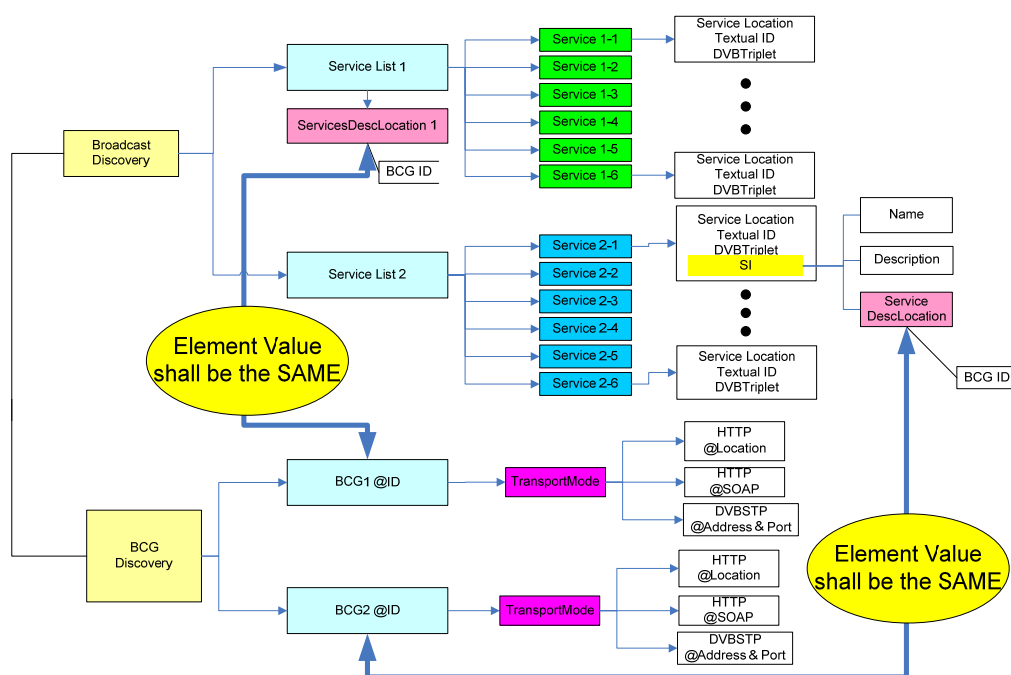 Broadcast
Discovery
Service List 1
ServicesDescLocation 1
BCG ID
Service 1-1
Service 1-2
Service 1-3
Service 1-4
Service 1-5
Service 1-6
Service Location
Textual ID
DVBTriplet
Service Location
Textual ID
DVBTriplet
Service List 2
Service 2-1
Service 2-2
Service 2-3
Service 2-4
Service 2-5
Service 2-6
Service Location
Textual ID
DVBTriplet
SI
Service Location
Textual ID
DVBTriplet
Name
Description
Service
DescLocation
BCG ID
Element Value
shall be the SAME
BCG
Discovery
BCG1 @ID
TransportMode
HTTP
@Location
HTTP
@SOAP
DVBSTP
@Address & Port
BCG2 @ID
TransportMode
HTTP
@Location
HTTP
@SOAP
DVBSTP
@Address & Port
Element Value
shall be the SAME